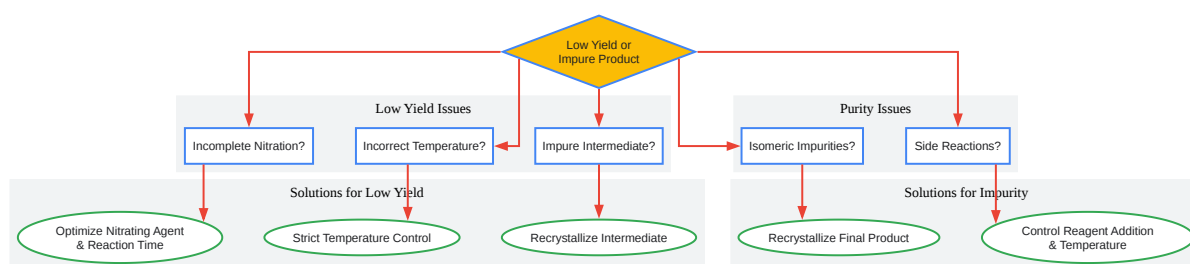 Low Yield or
Impure Product
Low Yield Issues
Purity Issues
Incomplete Nitration?
Incorrect Temperature?
Impure Intermediate?
Isomeric Impurities?
Side Reactions?
Solutions for Low Yield
Solutions for Impurity
Optimize Nitrating Agent
& Reaction Time
Strict Temperature Control
Recrystallize Intermediate
Recrystallize Final Product
Control Reagent Addition
& Temperature